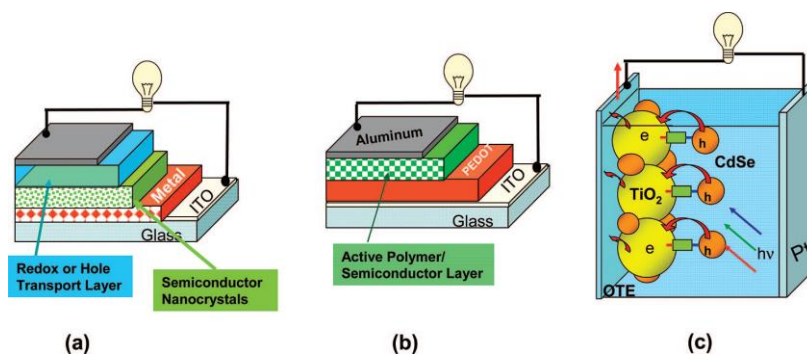 Metal
ITO
Glass
Redox or Hole
Transport Layer
Semiconductor
Nanocrystals
(a)
Aluminum
PEDOT
ITO
Glass
Active Polymer/
Semiconductor Layer
(b)
e
h
CdSe
TiO2
h
e
h
hν
OTE
Pt
(c)